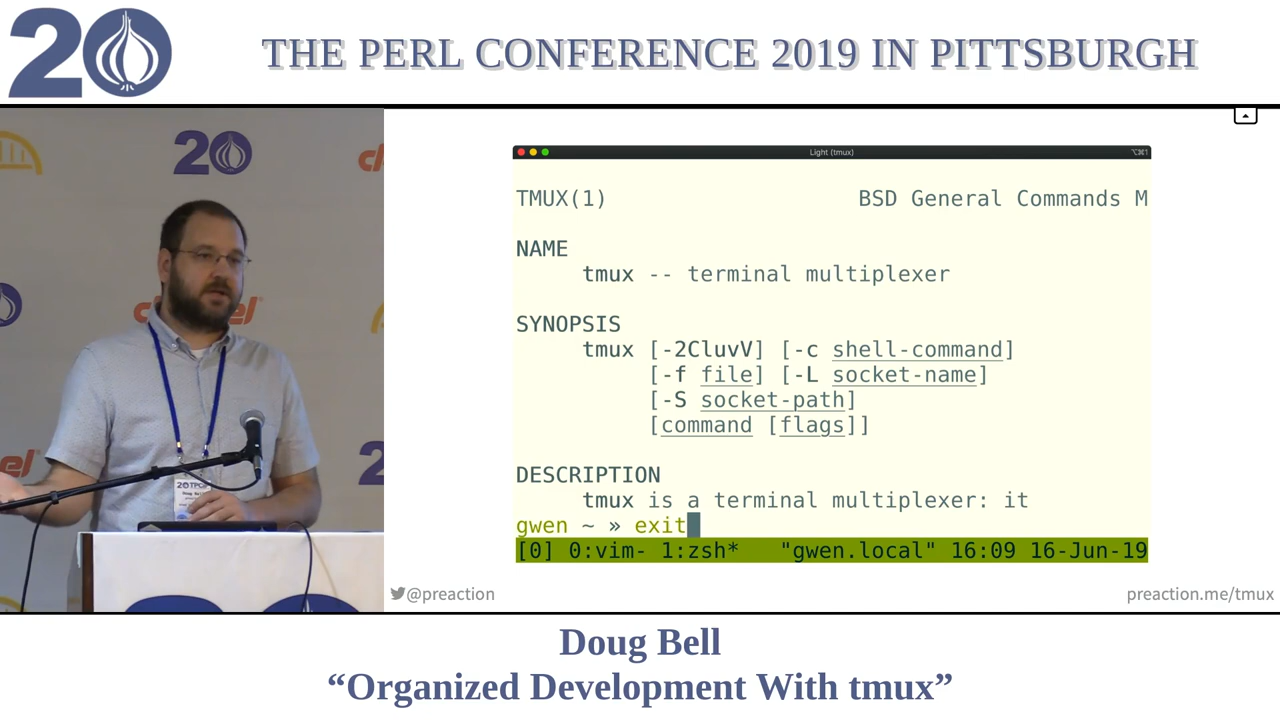 20
THE PERL CONFERENCE 2019 IN PITTSBURGH
20
Light (tmux)
⌥⌘1
TMUX(1) BSD General Commands M
NAME
tmux -- terminal multiplexer
SYNOPSIS
tmux [-2CluvV] [-c shell-command]
[-f file] [-L socket-name]
[-S socket-path]
[command [flags]]
DESCRIPTION
tmux is a terminal multiplexer: it
gwen ~ » exit
[0] 0:vim- 1:zsh* "gwen.local" 16:09 16-Jun-19
@preaction
preaction.me/tmux
Doug Bell
“Organized Development With tmux”